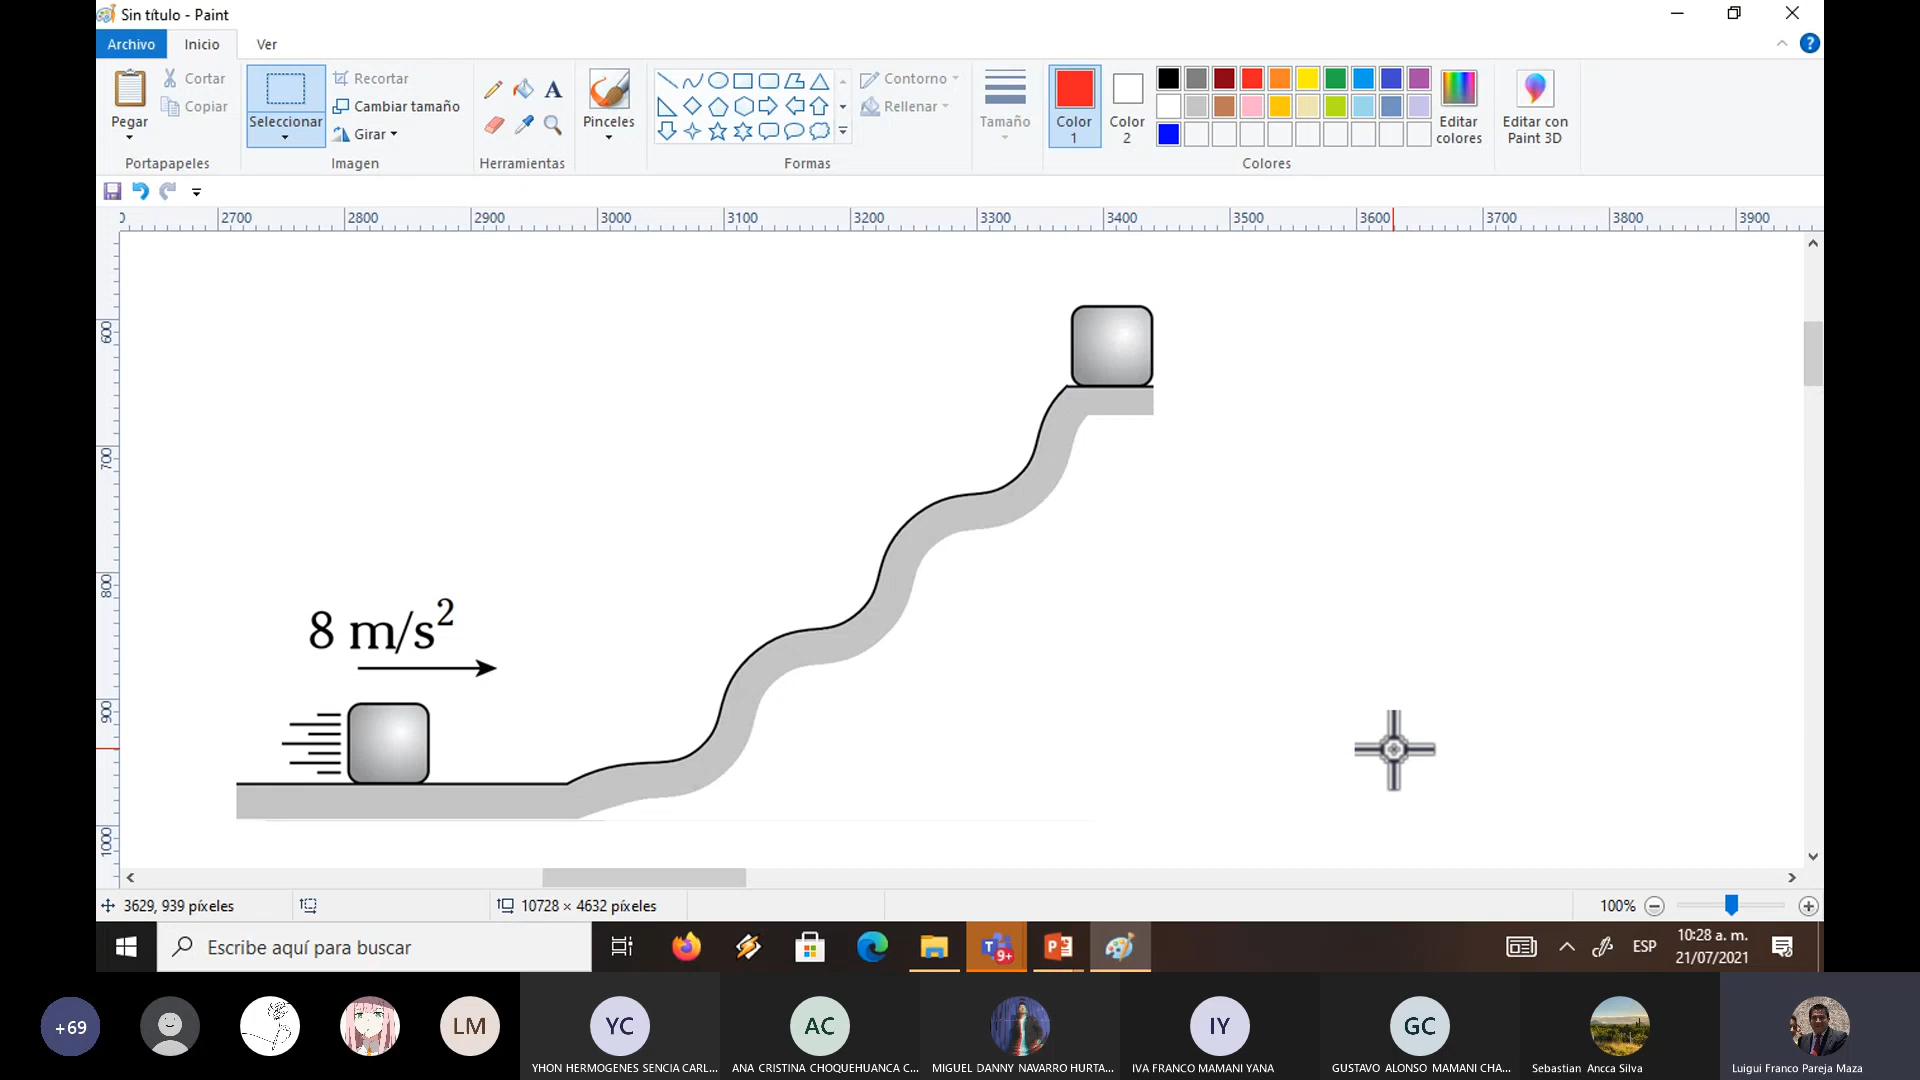 Sin título - Paint
Archivo Inicio Ver
Pegar
Cortar
Copiar
Portapapeles
Seleccionar
Recortar
Cambiar tamaño
Girar
Imagen
A
Herramientas
Pinceles
Contorno
Rellenar
Formas
Tamaño
Color 1
Color 2
Editar colores
Editar con Paint 3D
Colores
2700 2800 2900 3000 3100 3200 3300 3400 3500 3600 3700 3800 3900
600
700
800
900
1000
8 m/s²
3629, 939 píxeles
10728 × 4632 píxeles
100%
Escribe aquí para buscar
9+
ESP
10:28 a. m.
21/07/2021
+69
LM
YC
AC
IY
GC
YHON HERMOGENES SENCIA CARL...
ANA CRISTINA CHOQUEHUANCA C...
MIGUEL DANNY NAVARRO HURTA...
IVA FRANCO MAMANI YANA
GUSTAVO ALONSO MAMANI CHA...
Sebastian Ancca Silva
Luigui Franco Pareja Maza